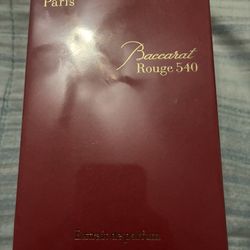 Paris
Baccarat
Rouge 540
Extrait de parfum